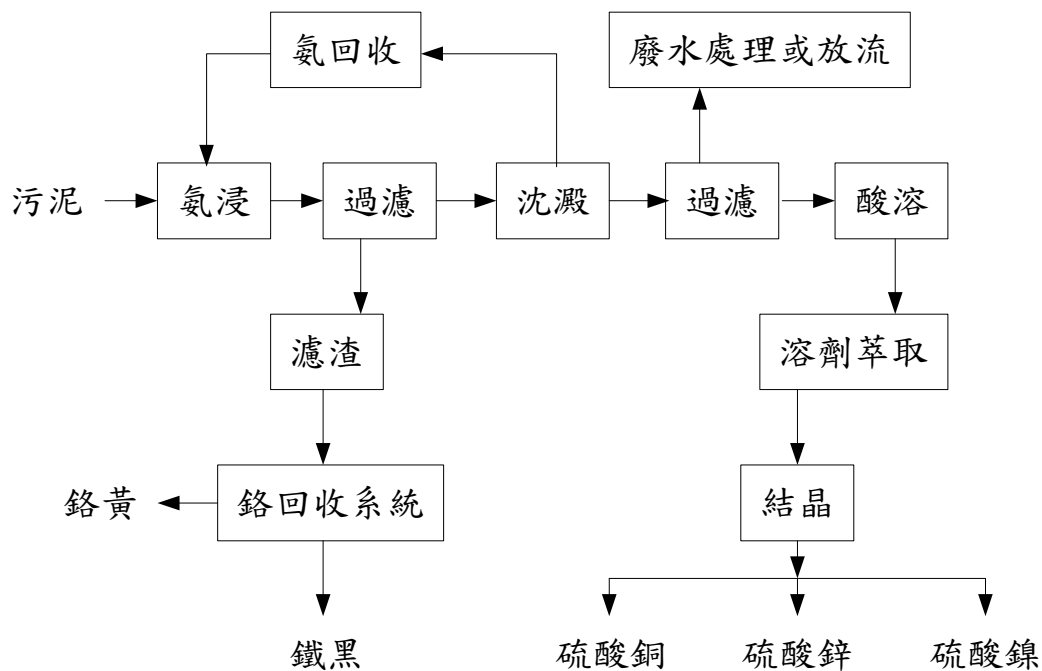 氨回收
廢水處理或放流
污泥
氨浸
過濾
沈澱
過濾
酸溶
濾渣
溶劑萃取
鉻黃
鉻回收系統
結晶
鐵黑
硫酸銅
硫酸鋅
硫酸鎳